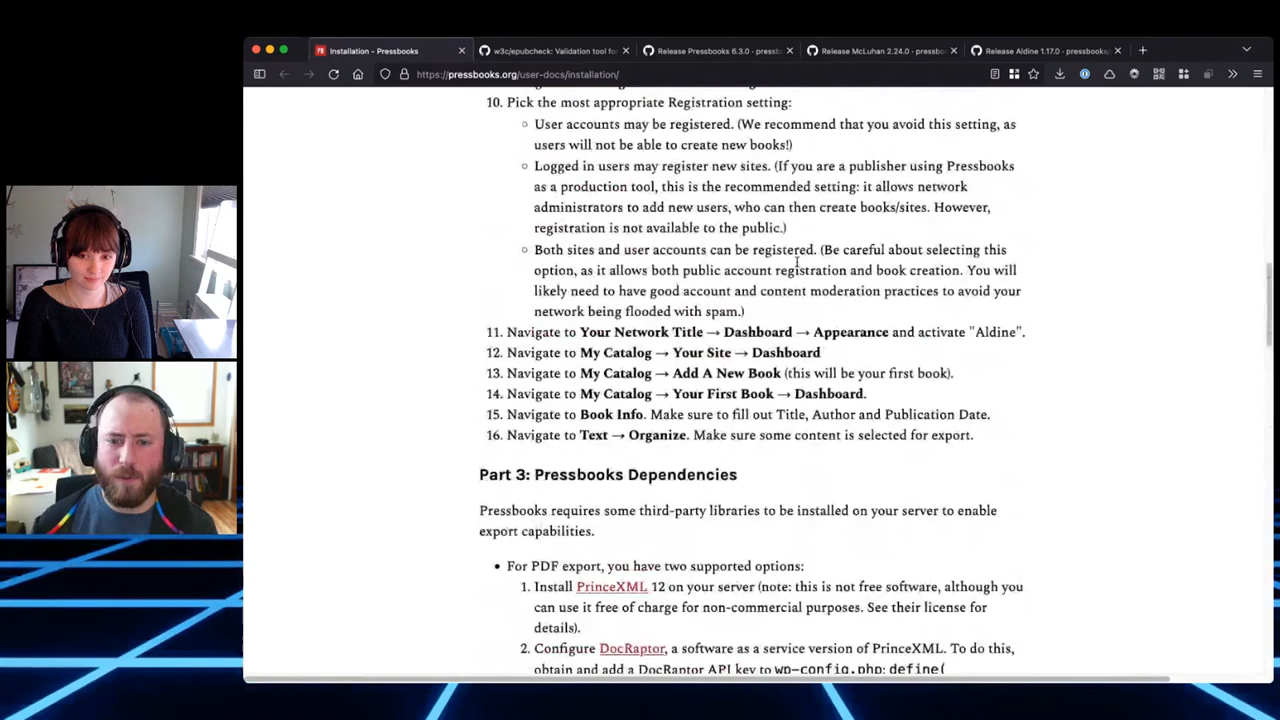 Installation – Pressbooks
w3c/epubcheck: Validation tool for
Release Pressbooks 6.3.0 · pressb
Release McLuhan 2.24.0 · pressbo
Release Aldine 1.17.0 · pressbooks/
https://pressbooks.org/user-docs/installation/
10. Pick the most appropriate Registration setting:
User accounts may be registered. (We recommend that you avoid this setting, as
users will not be able to create new books!)
Logged in users may register new sites. (If you are a publisher using Pressbooks
as a production tool, this is the recommended setting: it allows network
administrators to add new users, who can then create books/sites. However,
registration is not available to the public.)
Both sites and user accounts can be registered. (Be careful about selecting this
option, as it allows both public account registration and book creation. You will
likely need to have good account and content moderation practices to avoid your
network being flooded with spam.)
11. Navigate to Your Network Title → Dashboard → Appearance and activate "Aldine".
12. Navigate to My Catalog → Your Site → Dashboard
13. Navigate to My Catalog → Add A New Book (this will be your first book).
14. Navigate to My Catalog → Your First Book → Dashboard.
15. Navigate to Book Info. Make sure to fill out Title, Author and Publication Date.
16. Navigate to Text → Organize. Make sure some content is selected for export.
Part 3: Pressbooks Dependencies
Pressbooks requires some third-party libraries to be installed on your server to enable
export capabilities.
For PDF export, you have two supported options:
1. Install PrinceXML 12 on your server (note: this is not free software, although you
can use it free of charge for non-commercial purposes. See their license for
details).
2. Configure DocRaptor, a software as a service version of PrinceXML. To do this,
obtain and add a DocRaptor API key to wp-config.php: define(